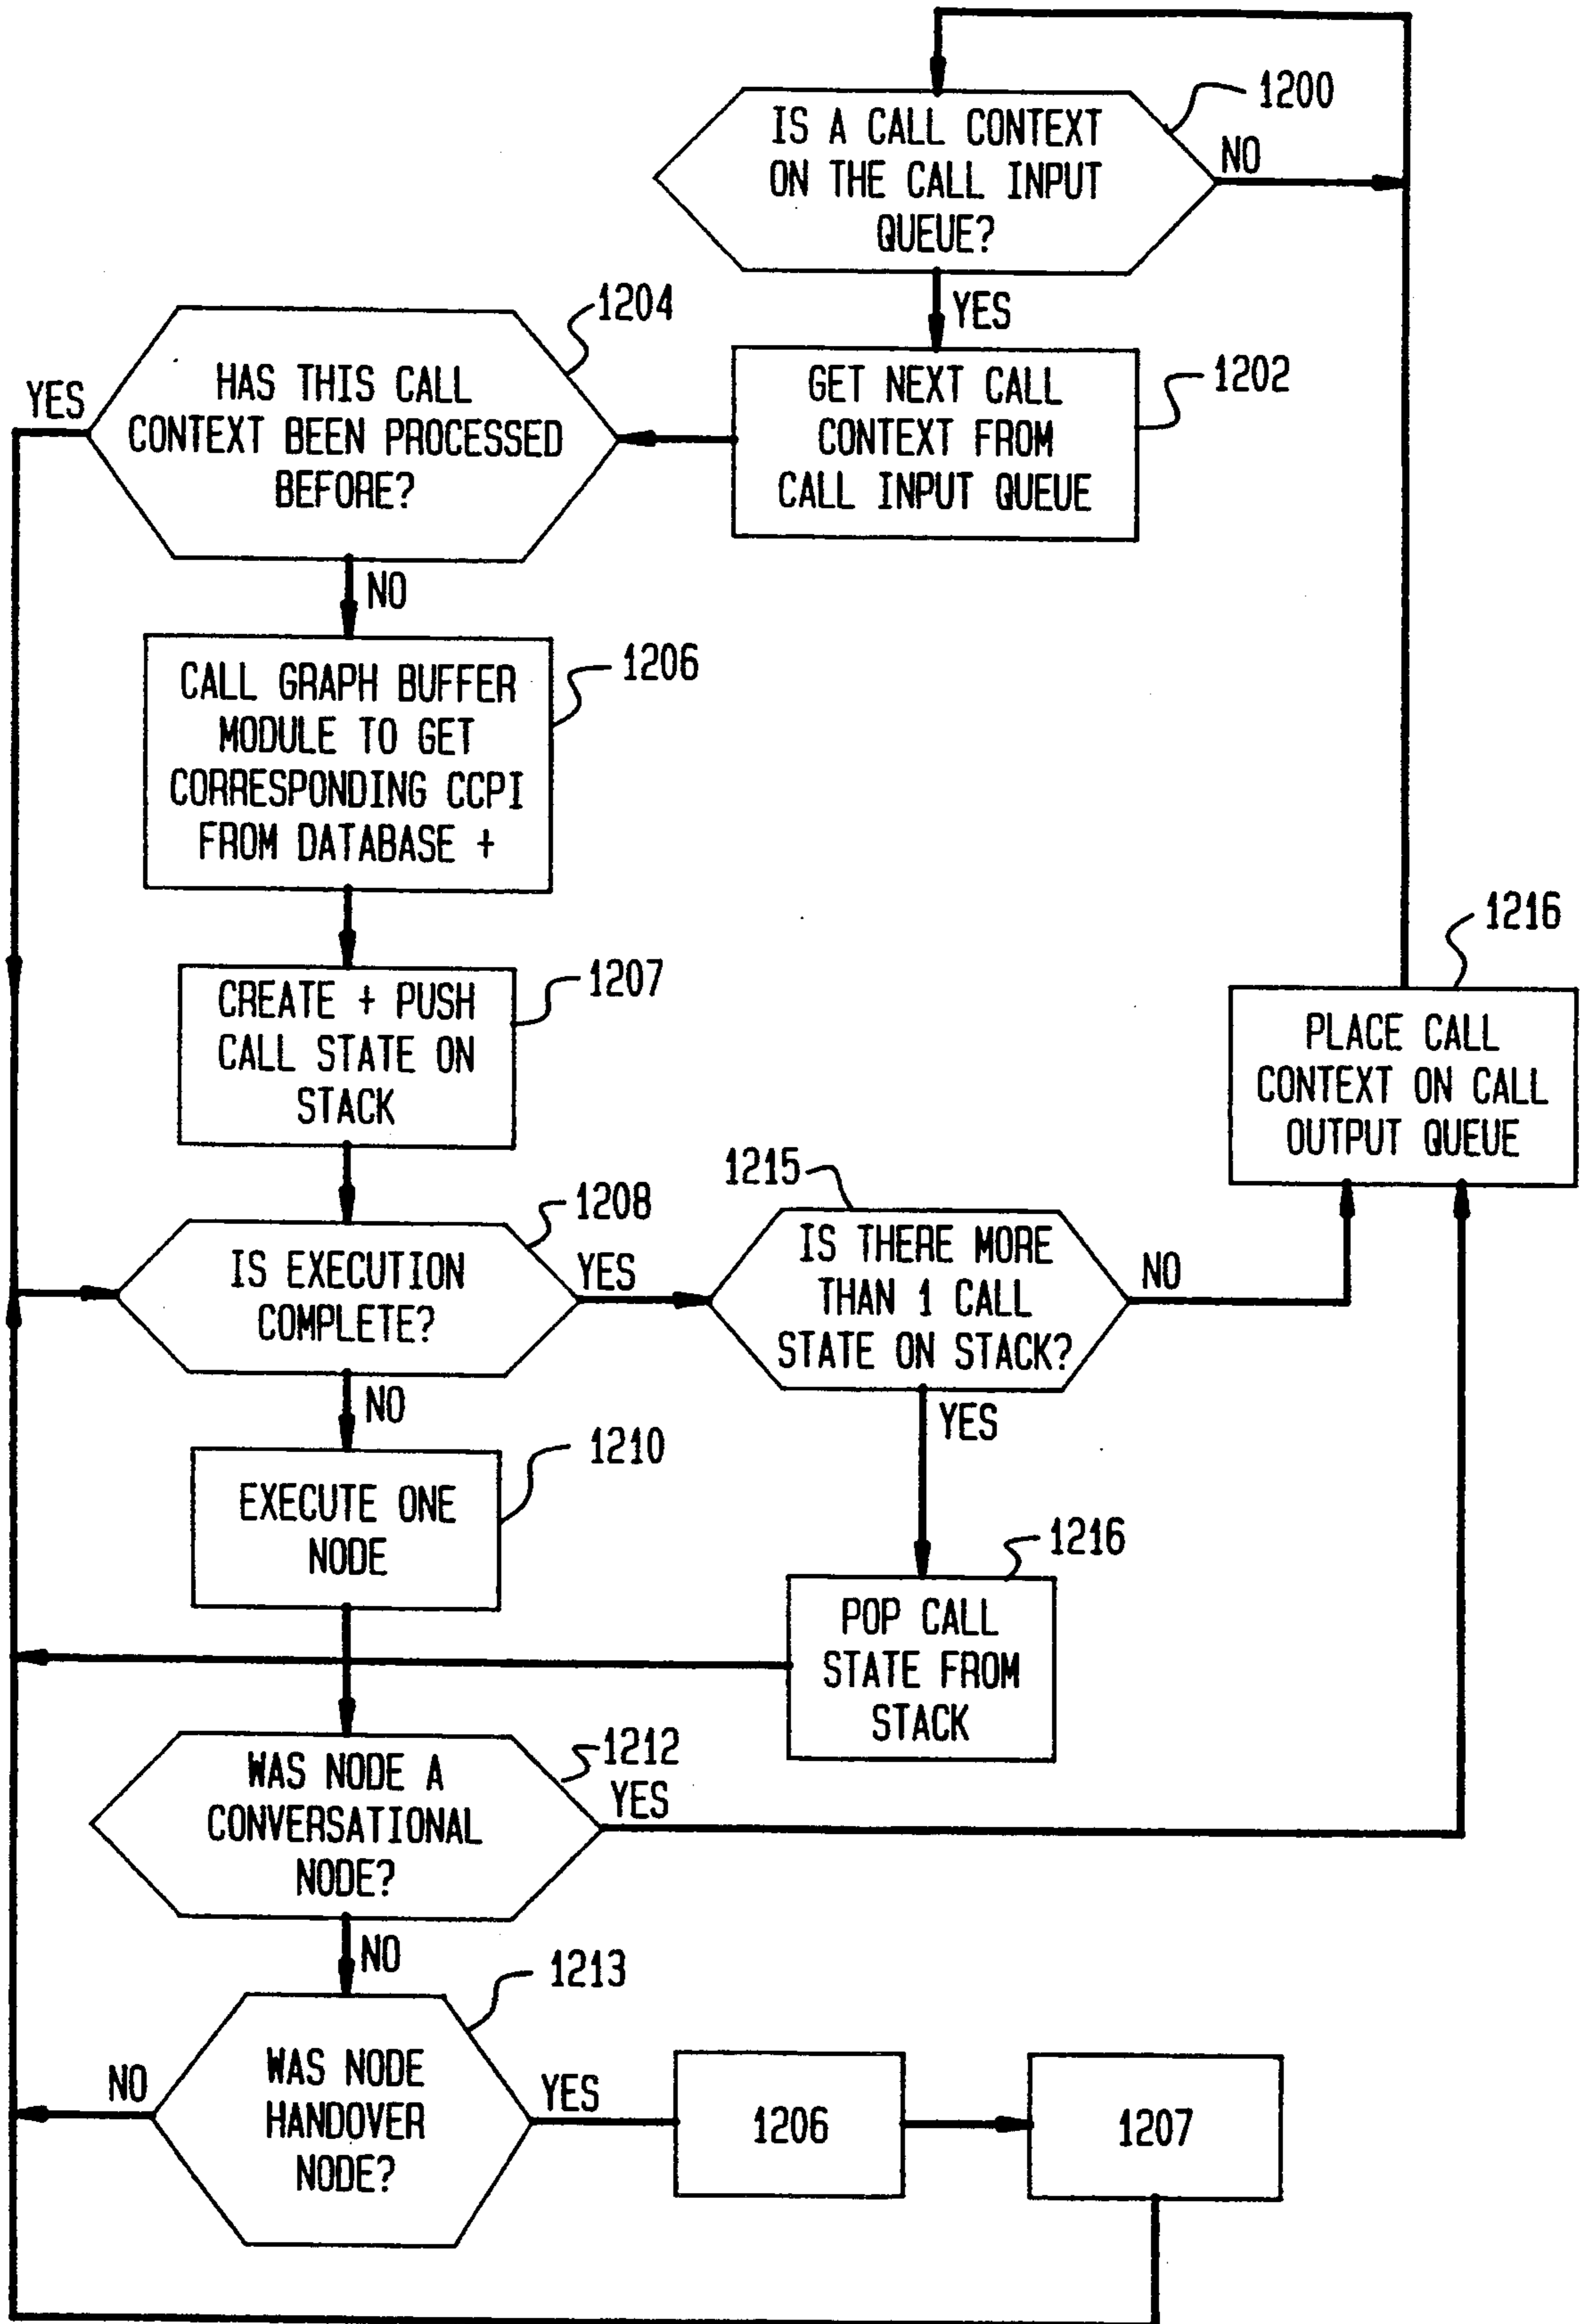 1200
IS A CALL CONTEXT
ON THE CALL INPUT
QUEUE?
NO
YES
1204
HAS THIS CALL
CONTEXT BEEN PROCESSED
BEFORE?
YES
NO
1202
GET NEXT CALL
CONTEXT FROM
CALL INPUT QUEUE
1206
CALL GRAPH BUFFER
MODULE TO GET
CORRESPONDING CCPI
FROM DATABASE +
1207
CREATE + PUSH
CALL STATE ON
STACK
1216
PLACE CALL
CONTEXT ON CALL
OUTPUT QUEUE
1208
IS EXECUTION
COMPLETE?
YES
NO
1215
IS THERE MORE
THAN 1 CALL
STATE ON STACK?
NO
YES
1210
EXECUTE ONE
NODE
1216
POP CALL
STATE FROM
STACK
1212
WAS NODE A
CONVERSATIONAL
NODE?
YES
NO
1213
WAS NODE
HANDOVER
NODE?
NO
YES
1206
1207